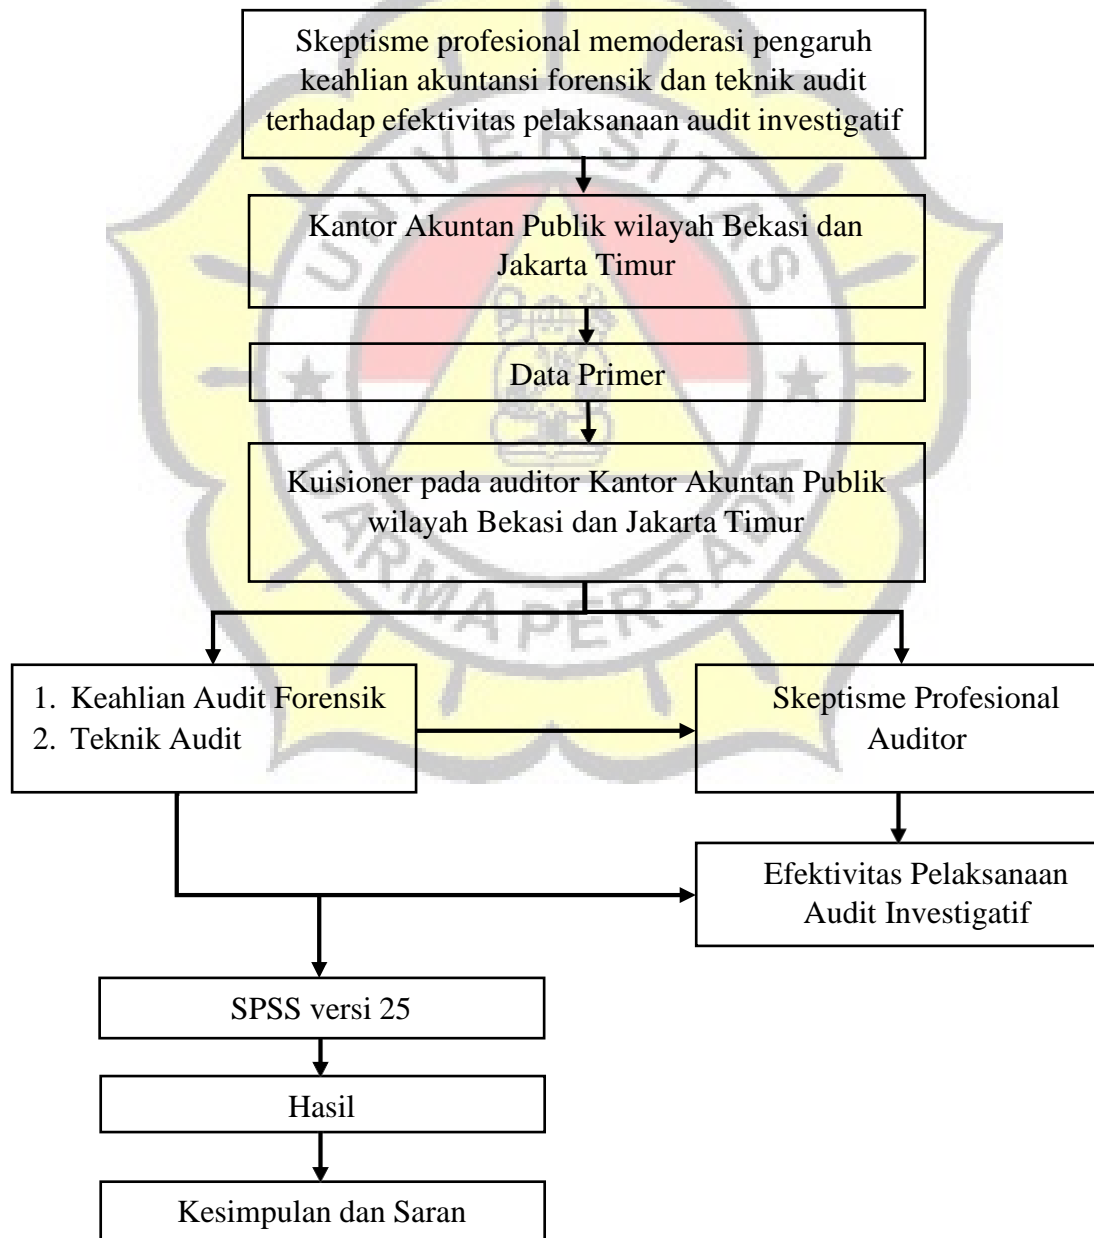 Skeptisme profesional memoderasi pengaruh
keahlian akuntansi forensik dan teknik audit
terhadap efektivitas pelaksanaan audit investigatif
UNIVERSITAS
Kantor Akuntan Publik wilayah Bekasi dan
Jakarta Timur
Data Primer
Kuisioner pada auditor Kantor Akuntan Publik
wilayah Bekasi dan Jakarta Timur
DARMA PERSADA
1. Keahlian Audit Forensik
2. Teknik Audit
Skeptisme Profesional
Auditor
Efektivitas Pelaksanaan
Audit Investigatif
SPSS versi 25
Hasil
Kesimpulan dan Saran